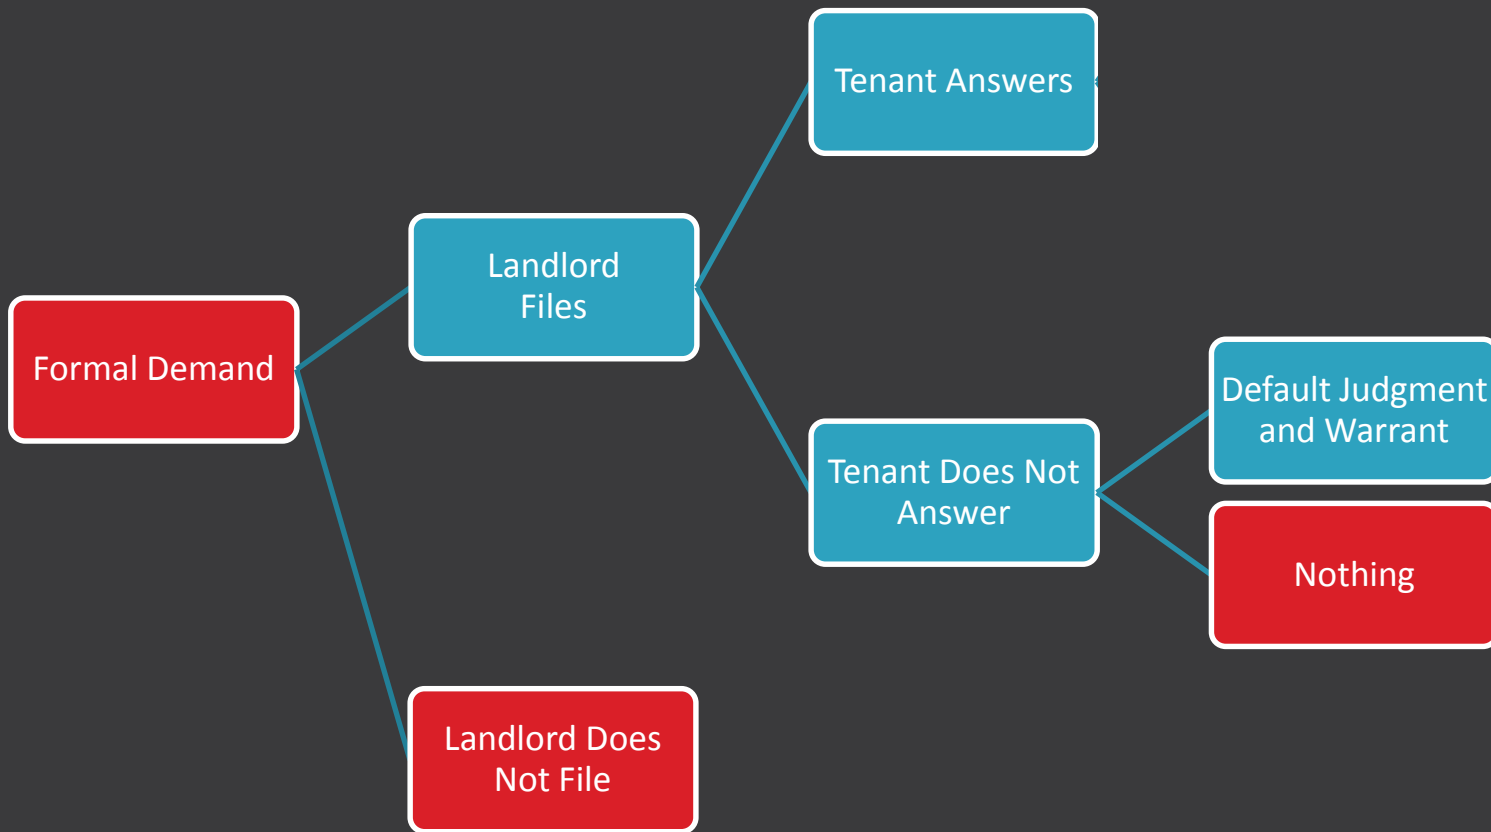 Tenant Answers
Landlord
Files
Formal Demand
Default Judgment
and Warrant
Tenant Does Not
Answer
Nothing
Landlord Does
Not File